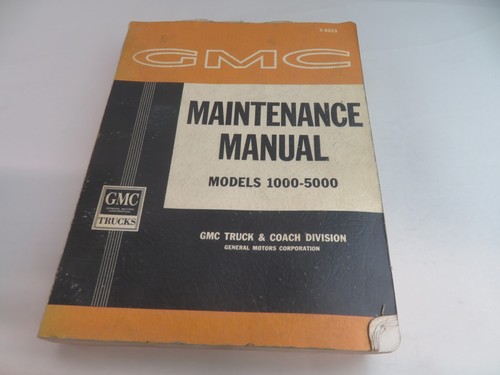 GMC
MAINTENANCE
MANUAL
MODELS 1000-5000
GMC
TRUCKS
GMC TRUCK & COACH DIVISION
GENERAL MOTORS CORPORATION